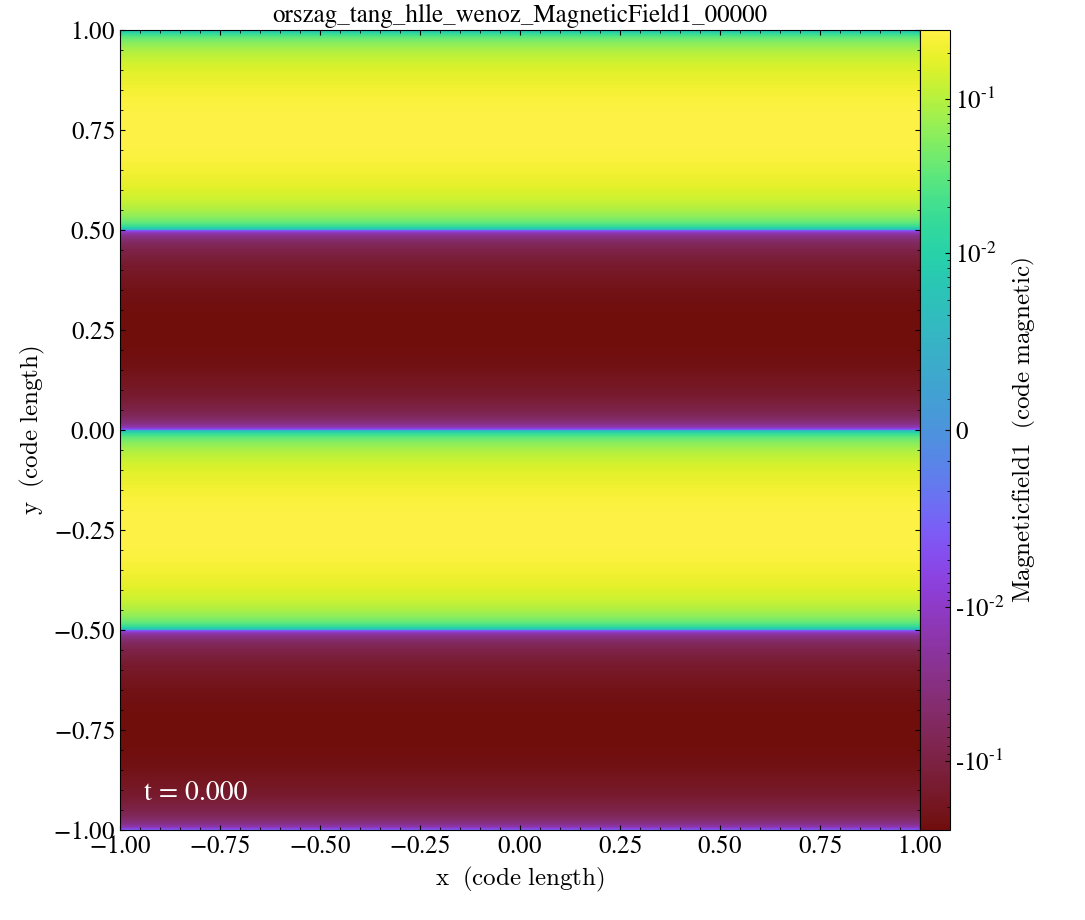 orszag_tang_hlle_wenoz_MagneticField1_00000
1.00
0.75
0.50
0.25
0.00
−0.25
−0.50
−0.75
−1.00
y (code length)
t = 0.000
−1.00 −0.75 −0.50 −0.25 0.00 0.25 0.50 0.75 1.00
x (code length)
10⁻¹
10⁻²
0
-10⁻²
-10⁻¹
Magneticfield1 (code magnetic)